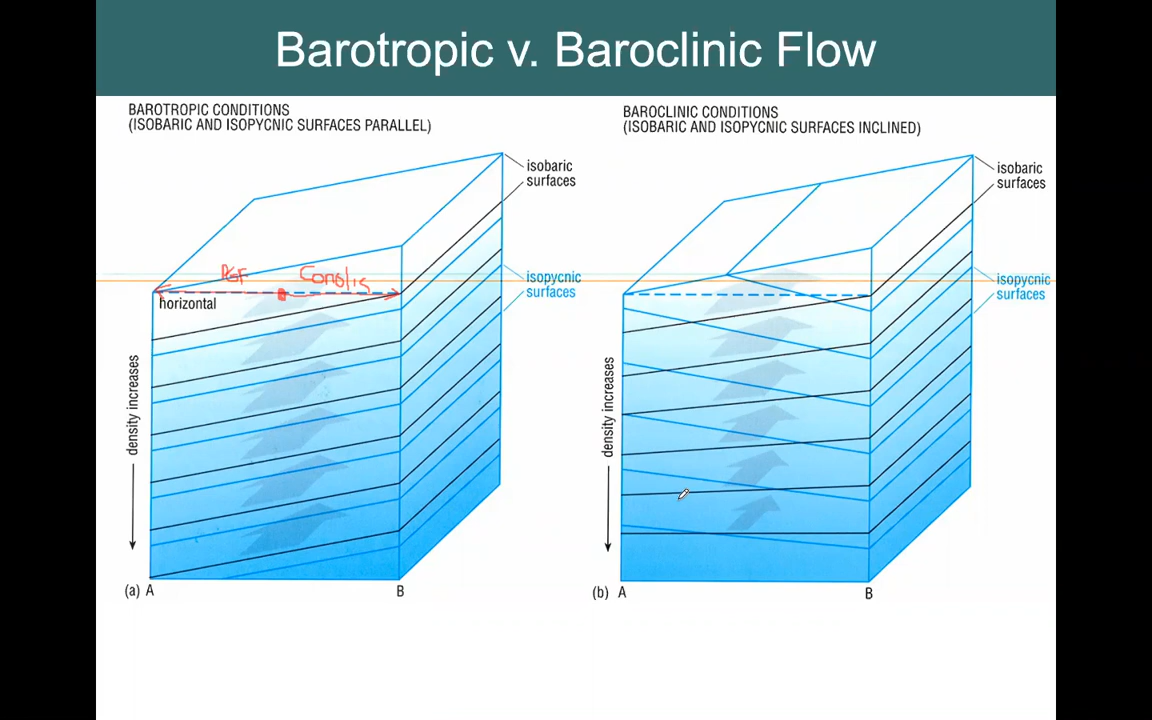 Barotropic v. Baroclinic Flow
BAROTROPIC CONDITIONS
(ISOBARIC AND ISOPYCNIC SURFACES PARALLEL)
isobaric
surfaces
PGF
Coriolis
horizontal
isopycnic
surfaces
density increases
(a) A
B
BAROCLINIC CONDITIONS
(ISOBARIC AND ISOPYCNIC SURFACES INCLINED)
isobaric
surfaces
isopycnic
surfaces
density increases
(b) A
B